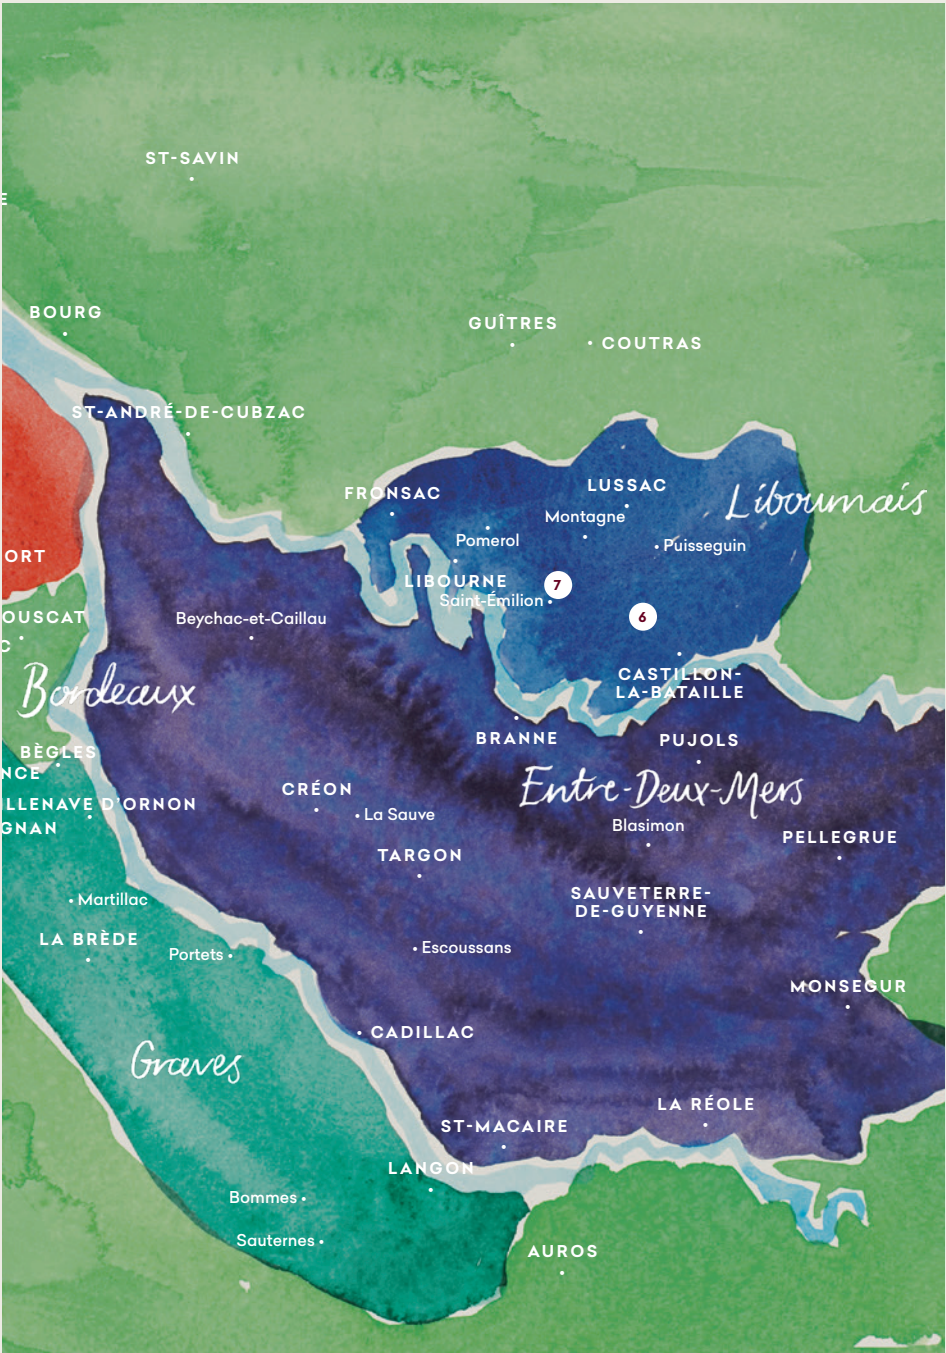 ST-SAVIN
E
BOURG
GUÎTRES
COUTRAS
ST-ANDRÉ-DE-CUBZAC
FRONSAC
LUSSAC
Libournais
Montagne
Pomerol
Puisseguin
ORT
LIBOURNE
7
Saint-Émilion
6
OUSCAT
Beychac-et-Caillau
C
CASTILLON-
LA-BATAILLE
Bordeaux
BRANNE
PUJOLS
BÈGLES
NCE
Entre-Deux-Mers
CRÉON
ILLENAVE D'ORNON
La Sauve
Blasimon
GNAN
PELLEGRUE
TARGON
SAUVETERRE-
DE-GUYENNE
Martillac
LA BRÈDE
Portets
Escoussans
MONSEGUR
CADILLAC
Graves
LA RÉOLE
ST-MACAIRE
LANGON
Bommes
Sauternes
AUROS